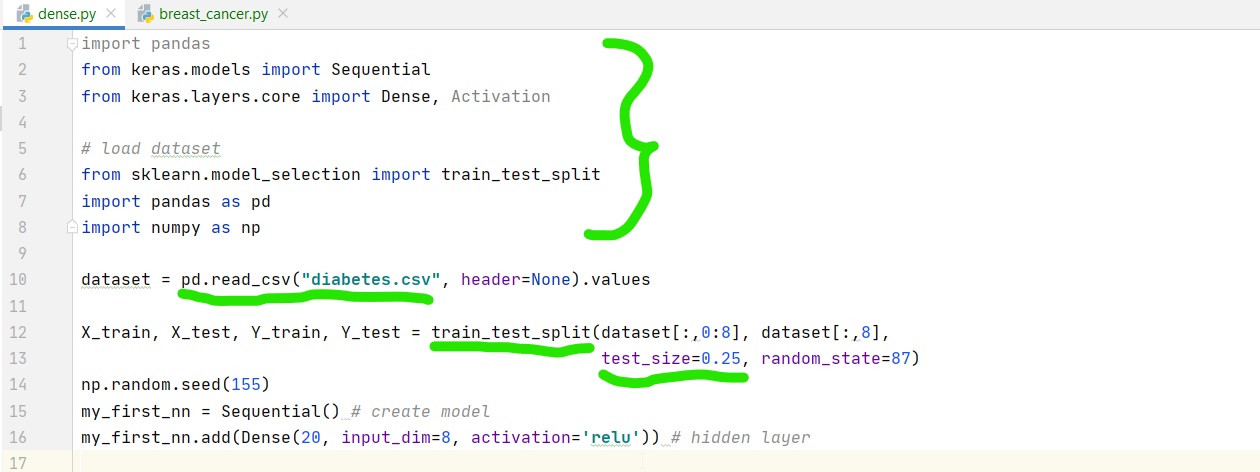 dense.py breast_cancer.py
1 import pandas
2 from keras.models import Sequential
3 from keras.layers.core import Dense, Activation
4
5 # load dataset
6 from sklearn.model_selection import train_test_split
7 import pandas as pd
8 import numpy as np
9
10 dataset = pd.read_csv("diabetes.csv", header=None).values
11
12 X_train, X_test, Y_train, Y_test = train_test_split(dataset[:,0:8], dataset[:,8],
13 test_size=0.25, random_state=87)
14 np.random.seed(155)
15 my_first_nn = Sequential() # create model
16 my_first_nn.add(Dense(20, input_dim=8, activation='relu')) # hidden layer
17